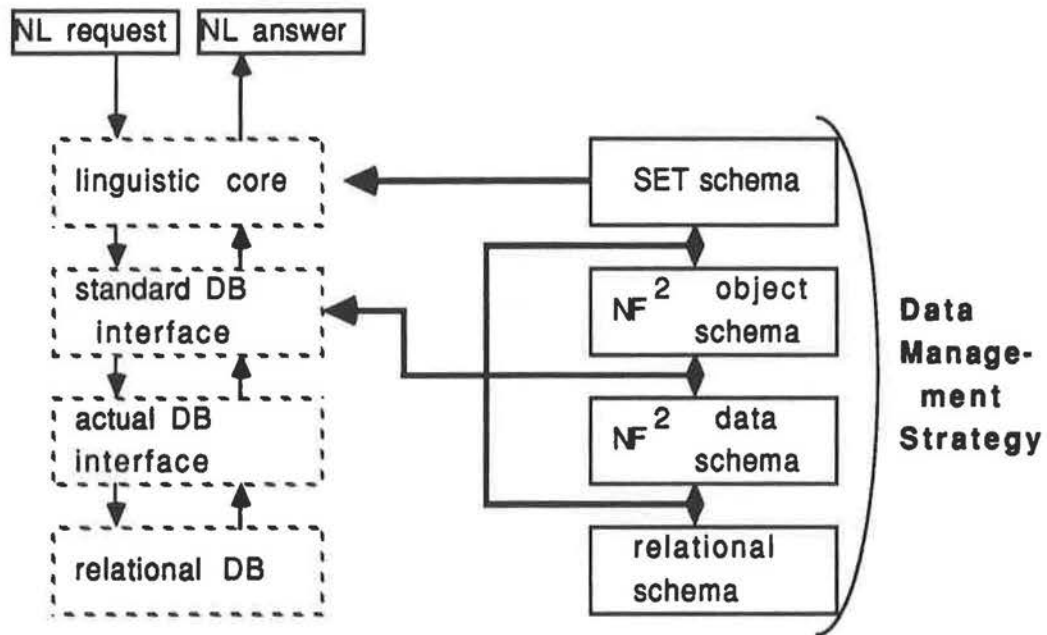 NL request
NL answer
linguistic core
standard DB
interface
actual DB
interface
relational DB
SET schema
NF² object
schema
NF² data
schema
relational
schema
Data
Manage-
ment
Strategy